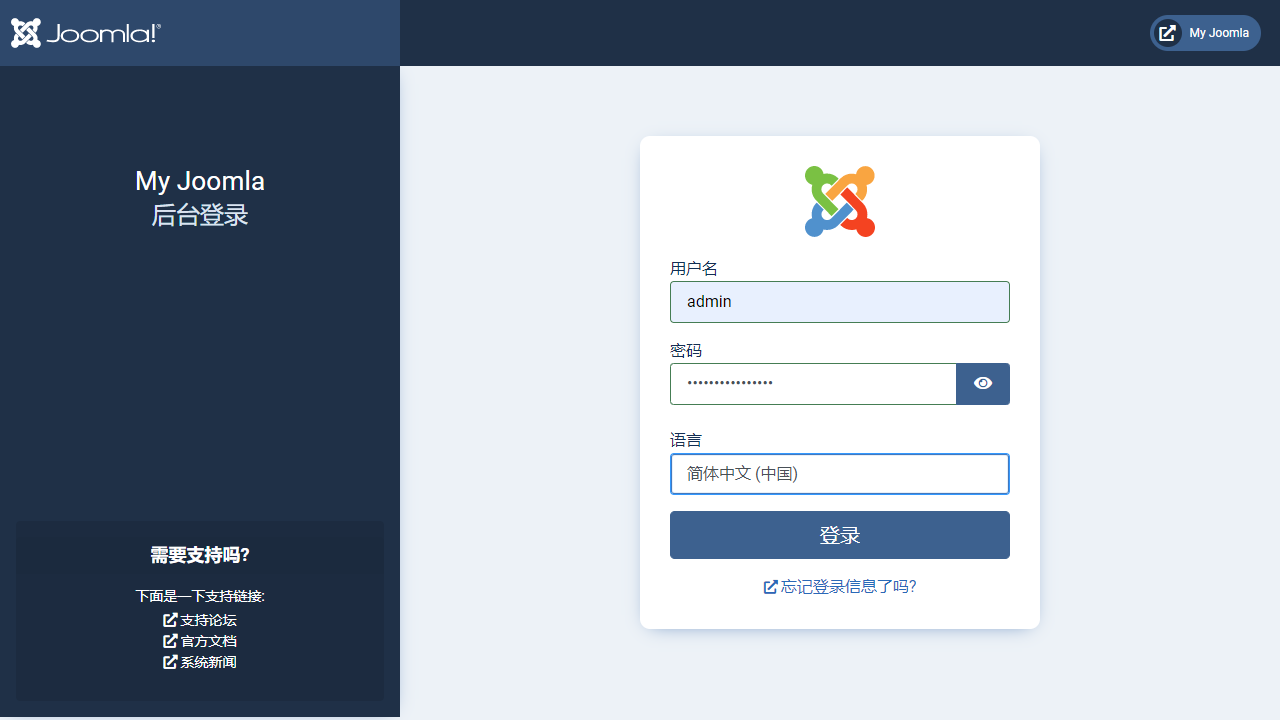 Joomla!
My Joomla
My Joomla
后台登录
用户名
admin
密码
••••••••••••••••
语言
简体中文 (中国)
登录
忘记登录信息了吗?
需要支持吗?
下面是一下支持链接:
支持论坛
官方文档
系统新闻